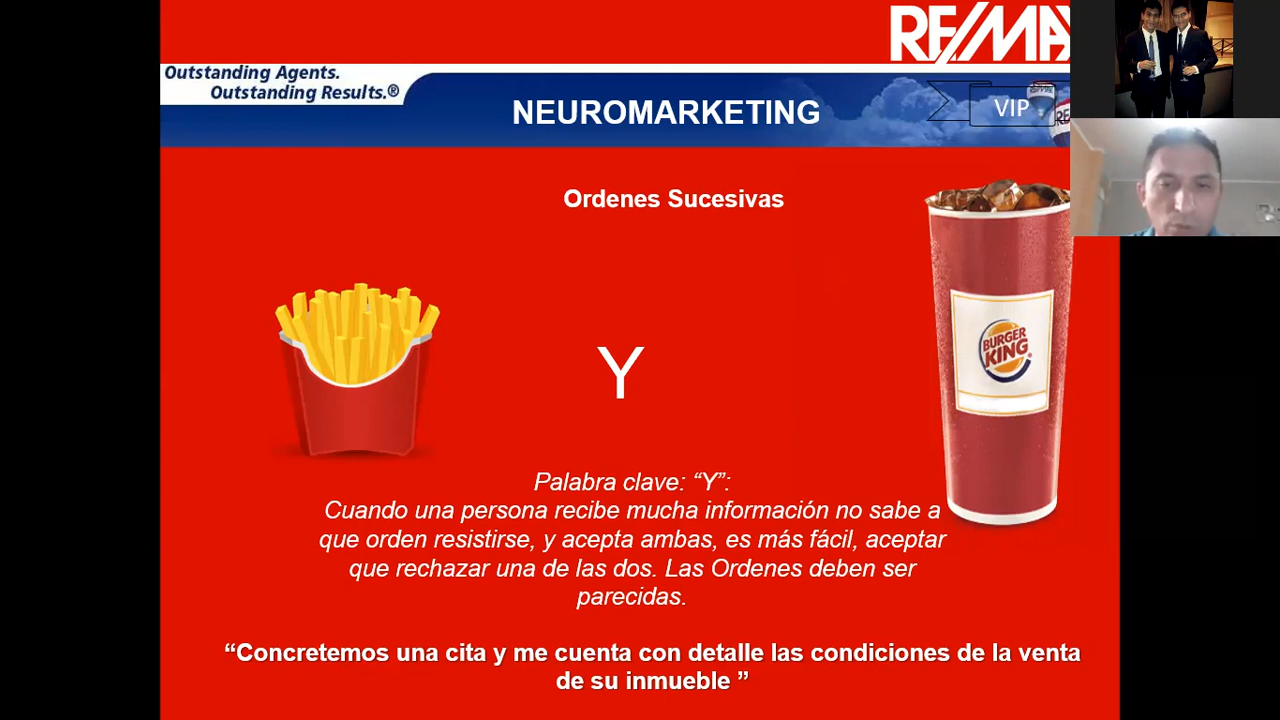 RE/MAX
Outstanding Agents.
Outstanding Results.®
NEUROMARKETING
VIP
Ordenes Sucesivas
BURGER
KING
Y
Palabra clave: “Y”:
Cuando una persona recibe mucha información no sabe a
que orden resistirse, y acepta ambas, es más fácil, aceptar
que rechazar una de las dos. Las Ordenes deben ser
parecidas.
“Concretemos una cita y me cuenta con detalle las condiciones de la venta
de su inmueble ”